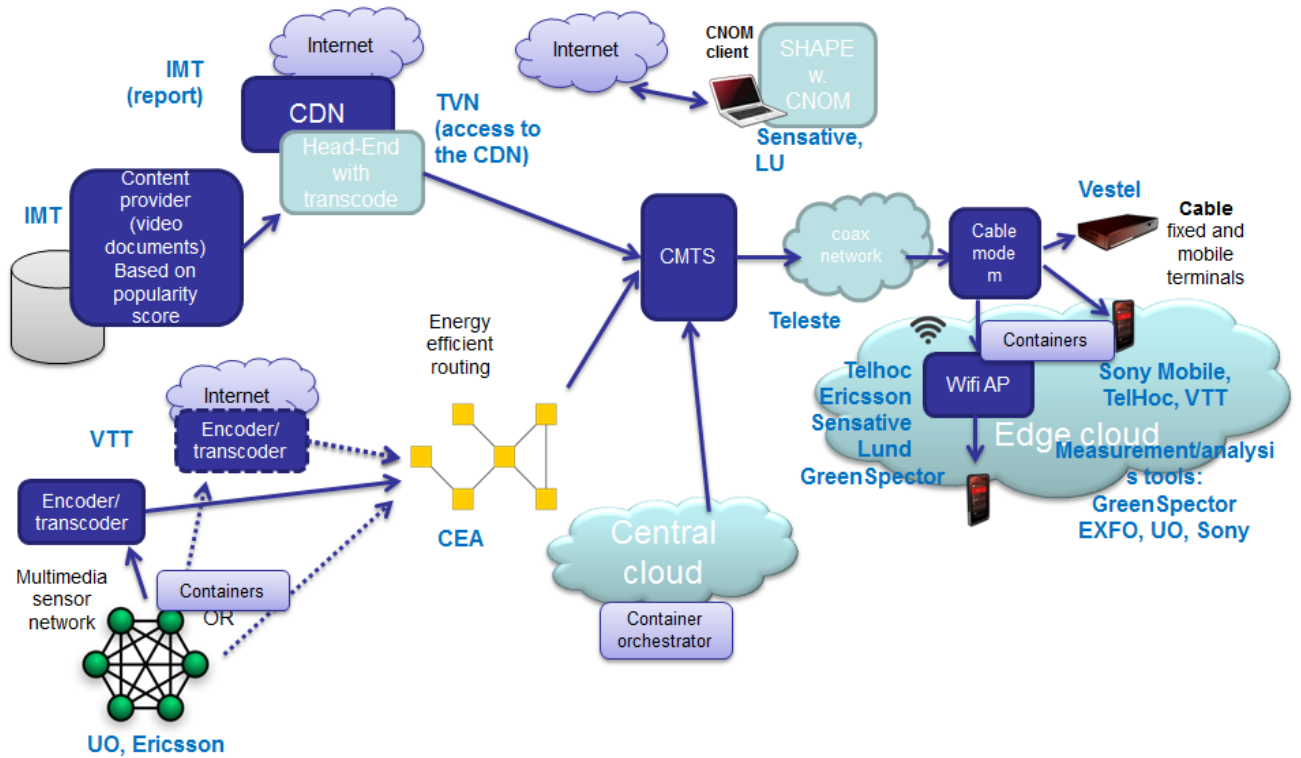 Internet
IMT
(report)
CDN
Head-End
with
transcode
TVN
(access to
the CDN)
Internet
CNOM
client
SHAPE
w.
CNOM
Sensative,
LU
IMT
Content
provider
(video
documents)
Based on
popularity
score
CMTS
coax
network
Teleste
Cable
mode
m
Vestel
Cable
fixed and
mobile
terminals
Energy
efficient
routing
Containers
Wifi AP
Telhoc
Ericsson
Sensative
Lund
GreenSpector
Sony Mobile,
TelHoc, VTT
Edge cloud
Measurement/analysi
s tools:
GreenSpector
EXFO, UO, Sony
Internet
VTT
Encoder/
transcoder
Encoder/
transcoder
CEA
Central
cloud
Container
orchestrator
Multimedia
sensor
network
Containers
OR
UO, Ericsson